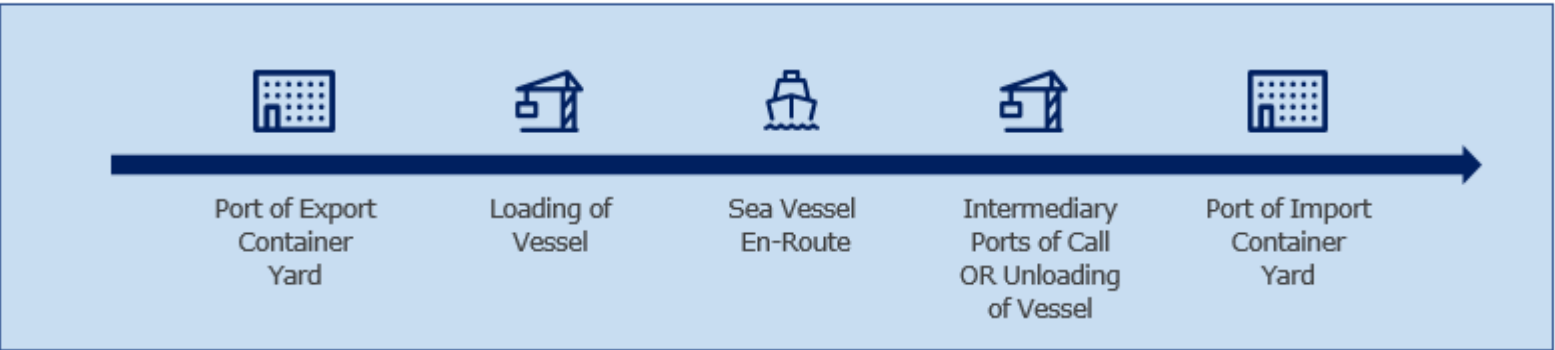 Port of Export
Container
Yard
Loading of
Vessel
Sea Vessel
En-Route
Intermediary
Ports of Call
OR Unloading
of Vessel
Port of Import
Container
Yard